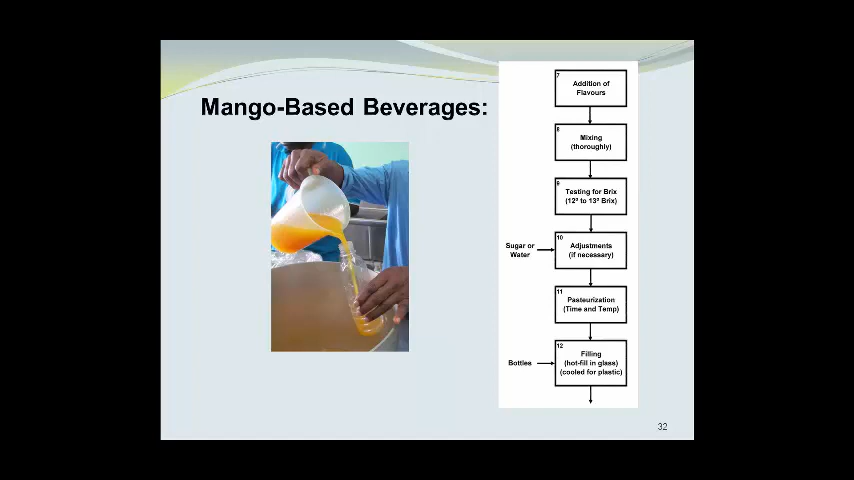 Mango-Based Beverages:
7
Addition of
Flavours
8
Mixing
(thoroughly)
9
Testing for Brix
(12º to 13º Brix)
Sugar or
Water
10
Adjustments
(if necessary)
11
Pasteurization
(Time and Temp)
Bottles
12
Filling
(hot-fill in glass)
(cooled for plastic)
32